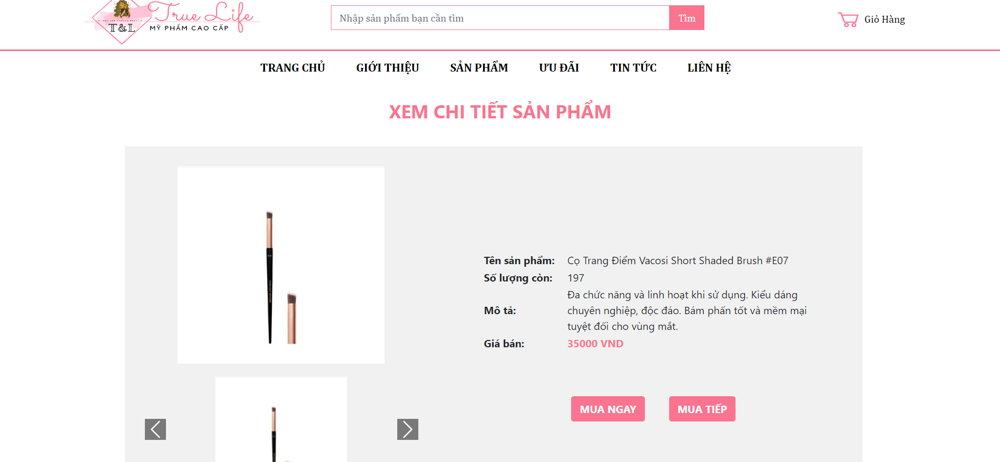 True Life
T&L
MỸ PHẨM CAO CẤP
Nhập sản phẩm bạn cần tìm
Tìm
Giỏ Hàng
TRANG CHỦ GIỚI THIỆU SẢN PHẨM ƯU ĐÃI TIN TỨC LIÊN HỆ
XEM CHI TIẾT SẢN PHẨM
Tên sản phẩm: Cọ Trang Điểm Vacosi Short Shaded Brush #E07
Số lượng còn: 197
Mô tả: Đa chức năng và linh hoạt khi sử dụng. Kiểu dáng
chuyên nghiệp, độc đáo. Bám phấn tốt và mềm mại
tuyệt đối cho vùng mắt.
Giá bán: 35000 VND
MUA NGAY MUA TIẾP